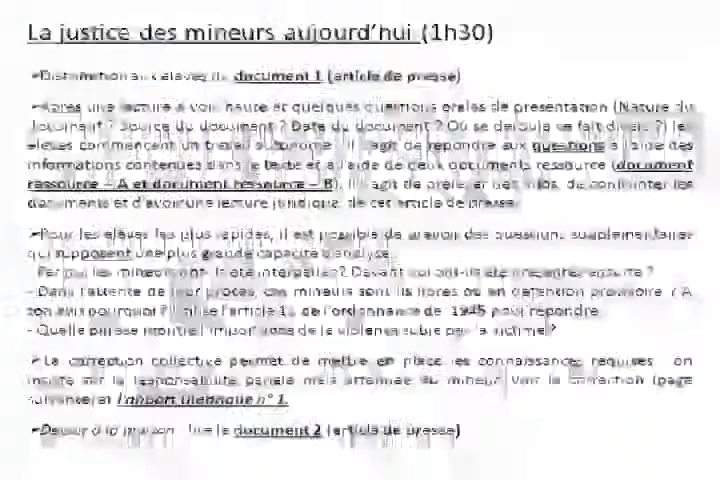 La justice des mineurs aujourd'hui (1h30)
➢Distribution aux élèves du document 1 (article de presse)
➢Après une lecture à voix haute et quelques questions orales de présentation (Nature du
document ? Source du document ? Date du document ? Où se déroule ce fait divers ?) les
élèves commencent un travail autonome. Il s'agit de répondre aux questions à l'aide des
informations contenues dans le texte et à l'aide de deux documents ressource (document
ressource – A et document ressource – B). Il s'agit de prélever des infos, de confronter les
documents et d'avoir une lecture juridique de cet article de presse.
➢Pour les élèves les plus rapides, il est possible de prévoir des questions supplémentaires
qui supposent une plus grande capacité d'analyse.
- Par qui les mineurs ont-ils été interpellés? Devant qui ont-ils été présentés ensuite ?
- Dans l'attente de leur procès, ces mineurs sont-ils libres ou en détention provisoire ? A
ton avis pourquoi ? Utilise l'article 11 de l'ordonnance de 1945 pour répondre.
- Quelle phrase montre l'importance de la violence subie par la victime ?
➢La correction collective permet de mettre en place les connaissances requises : on
insiste sur la responsabilité pénale mais atténuée du mineur. Voir la correction (page
suivante) et l'apport théorique n° 1.
➢Devoir à la maison : lire le document 2 (article de presse)